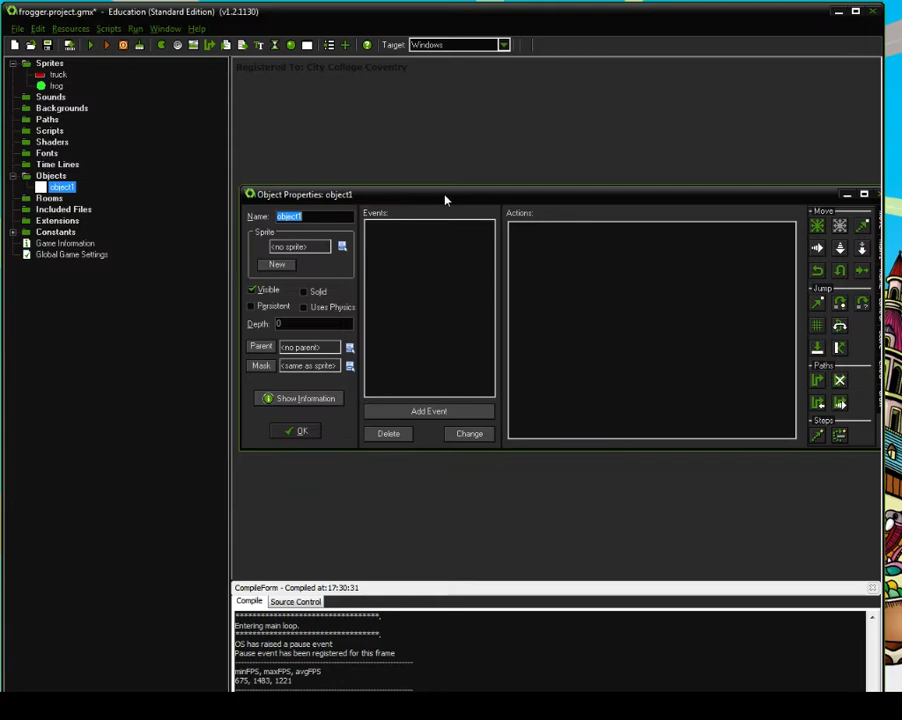 frogger.project.gmx* - Education (Standard Edition) (v1.2.1130)
File Edit Resources Scripts Run Window Help
Target: Windows
Registered To: City College Coventry
Sprites
truck
frog
Sounds
Backgrounds
Paths
Scripts
Shaders
Fonts
Time Lines
Objects
object1
Rooms
Included Files
Extensions
Constants
Game Information
Global Game Settings
Object Properties: object1
Name: object1
Sprite
<no sprite>
New
Visible Solid
Persistent Uses Physics
Depth: 0
Parent <no parent>
Mask <same as sprite>
Show Information
OK
Events:
Add Event
Delete Change
Actions:
Move
Jump
Paths
Steps
CompileForm - Compiled at:17:30:31
Compile Source Control
***********************************.
Entering main loop.
***********************************.
OS has raised a pause event
Pause event has been registered for this frame
minFPS, maxFPS, avgFPS
675, 1483, 1221